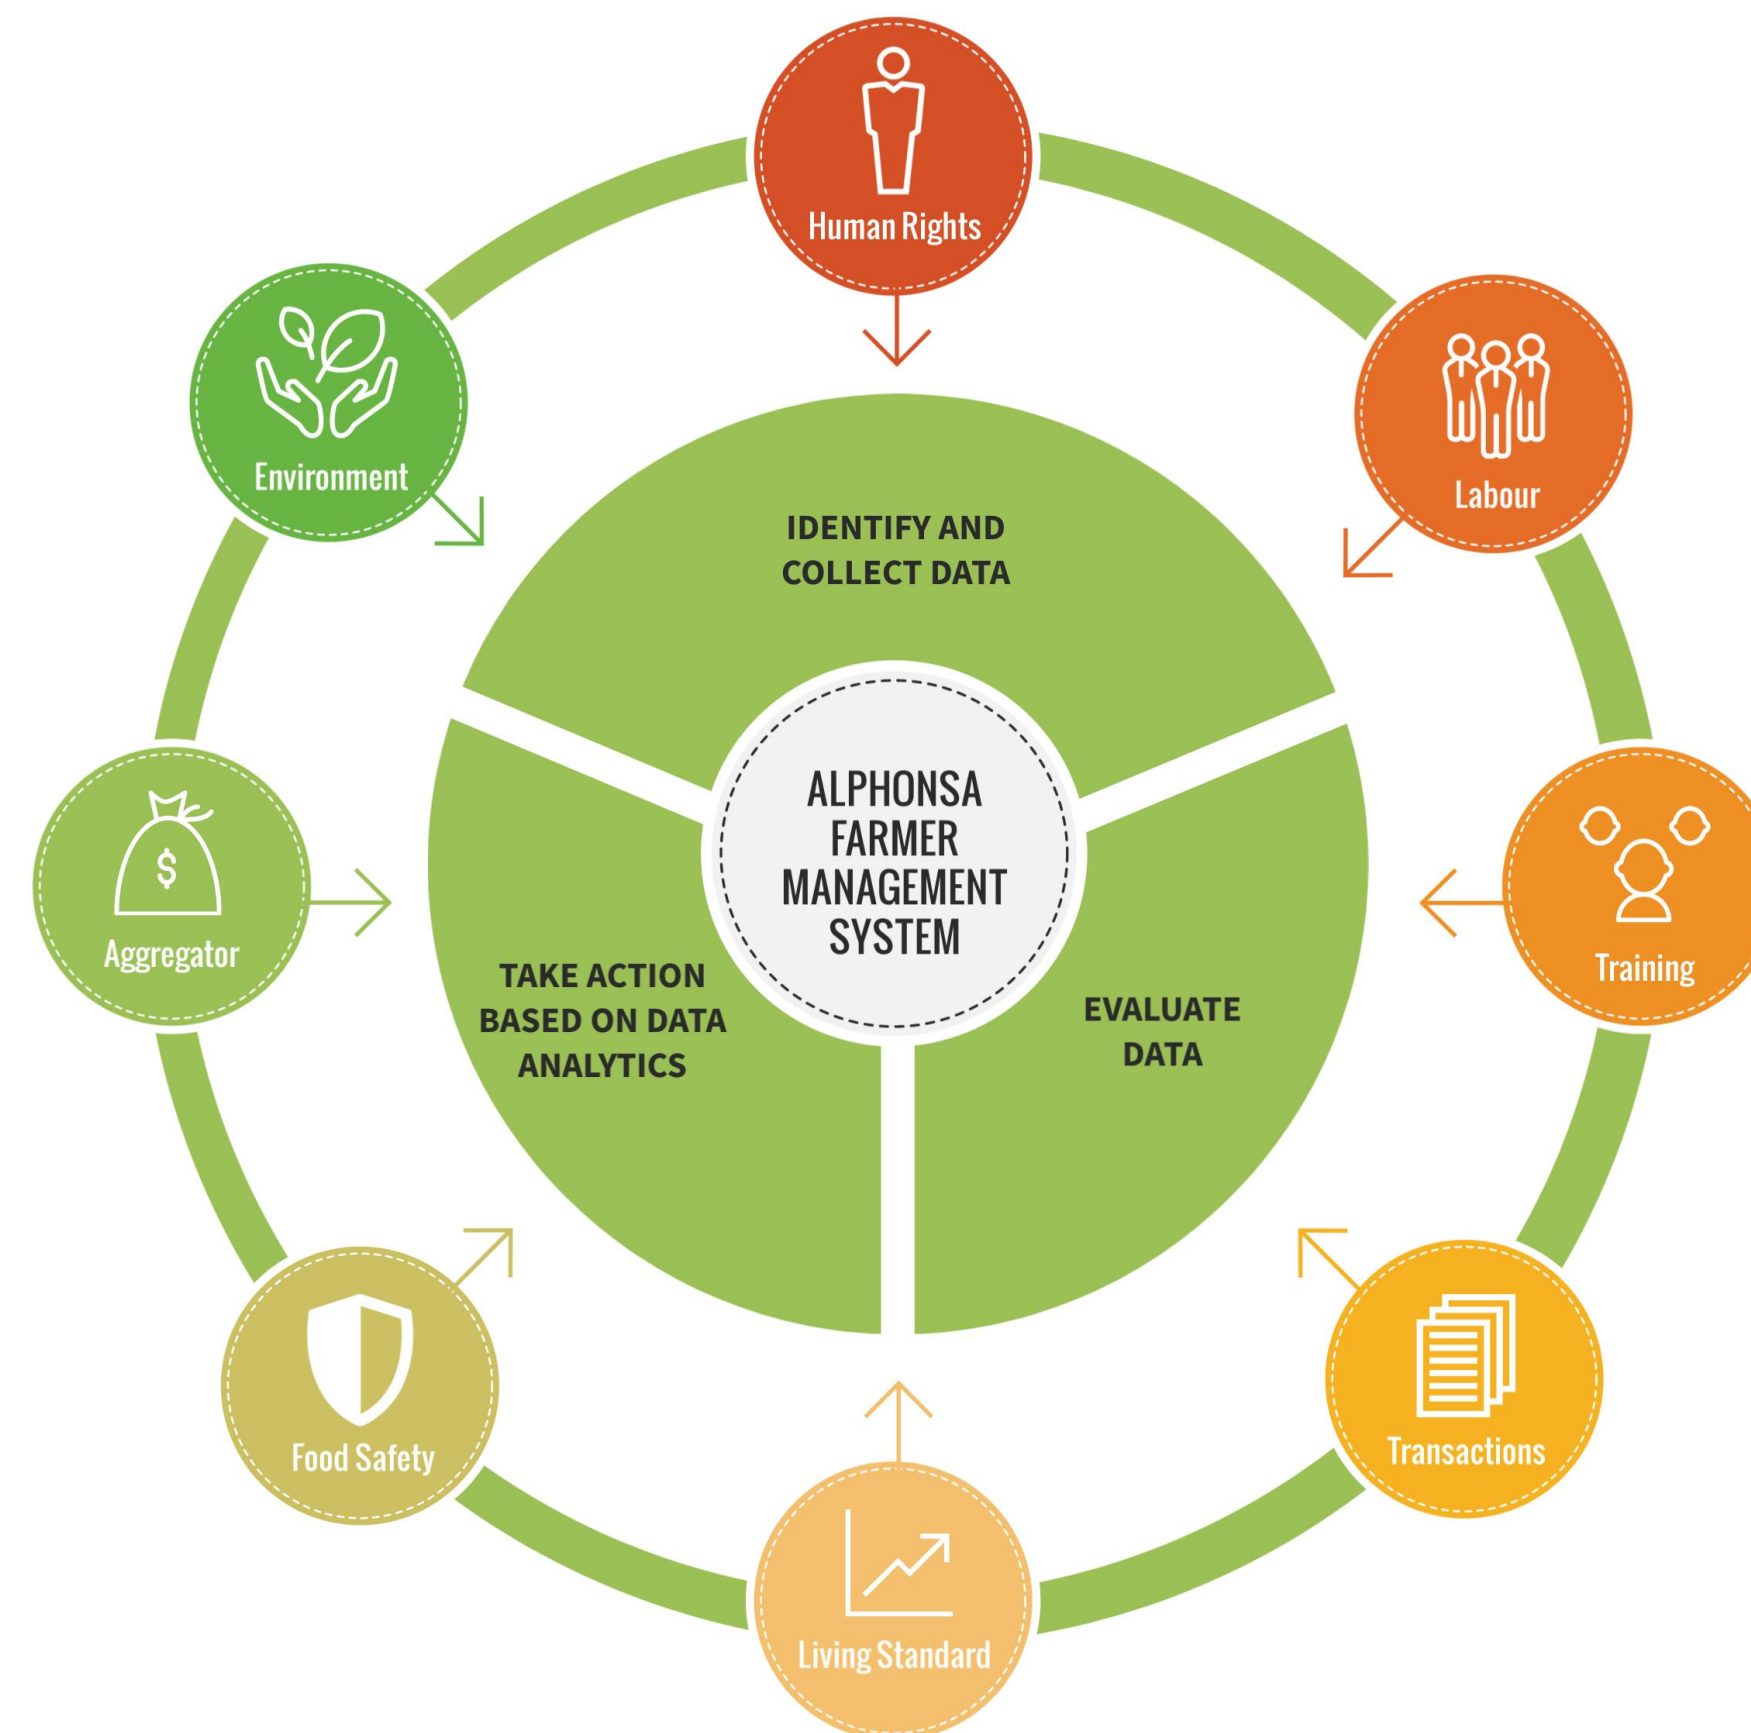 Human Rights
Environment
Labour
IDENTIFY AND
COLLECT DATA
ALPHONSA
FARMER
MANAGEMENT
SYSTEM
$
Aggregator
Training
TAKE ACTION
BASED ON DATA
ANALYTICS
EVALUATE
DATA
Food Safety
Transactions
Living Standard